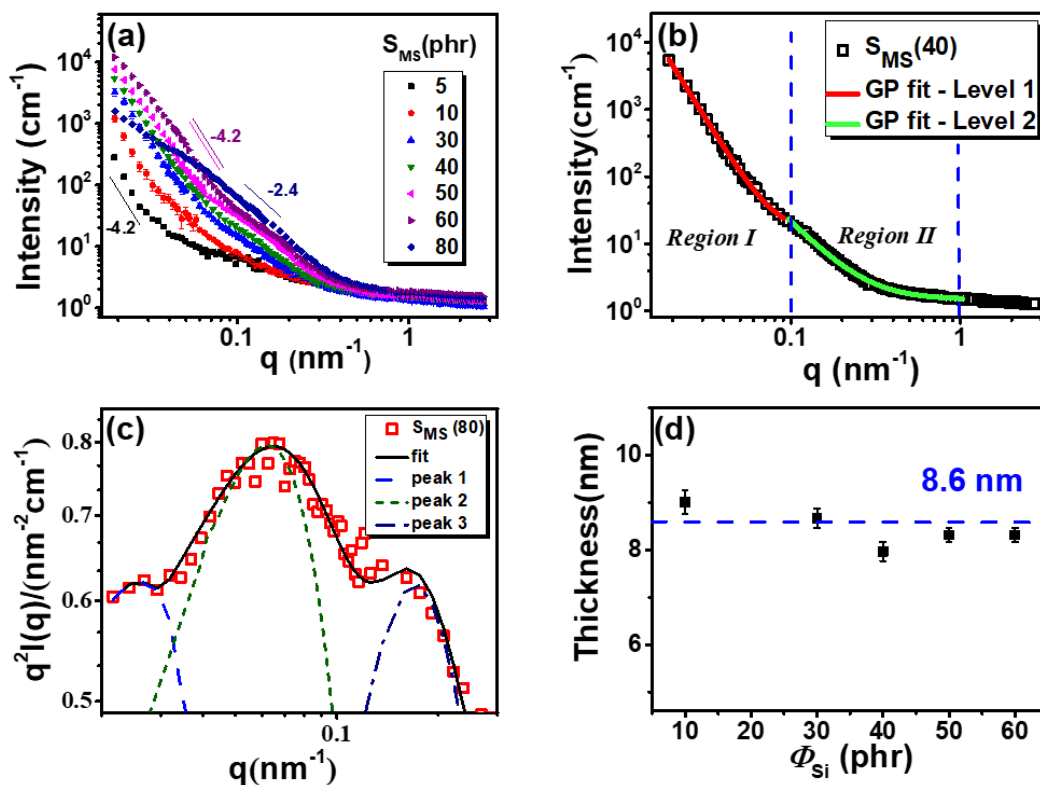 (a)
S_MS(phr)
5
10
30
40
50
60
80
-4.2
-2.4
-4.2
10⁴
10³
10²
10¹
10⁰
Intensity (cm⁻¹)
0.1
1
q (nm⁻¹)
(b)
S_MS(40)
GP fit - Level 1
GP fit - Level 2
Region I
Region II
10⁴
10³
10²
10¹
10⁰
Intensity(cm⁻¹)
0.1
1
q (nm⁻¹)
(c)
S_MS (80)
fit
peak 1
peak 2
peak 3
0.8
0.7
0.6
0.5
q²I(q)/(nm⁻²cm⁻¹)
0.1
q(nm⁻¹)
(d)
8.6 nm
10
8
6
Thickness(nm)
10
20
30
40
50
60
Φ_Si (phr)